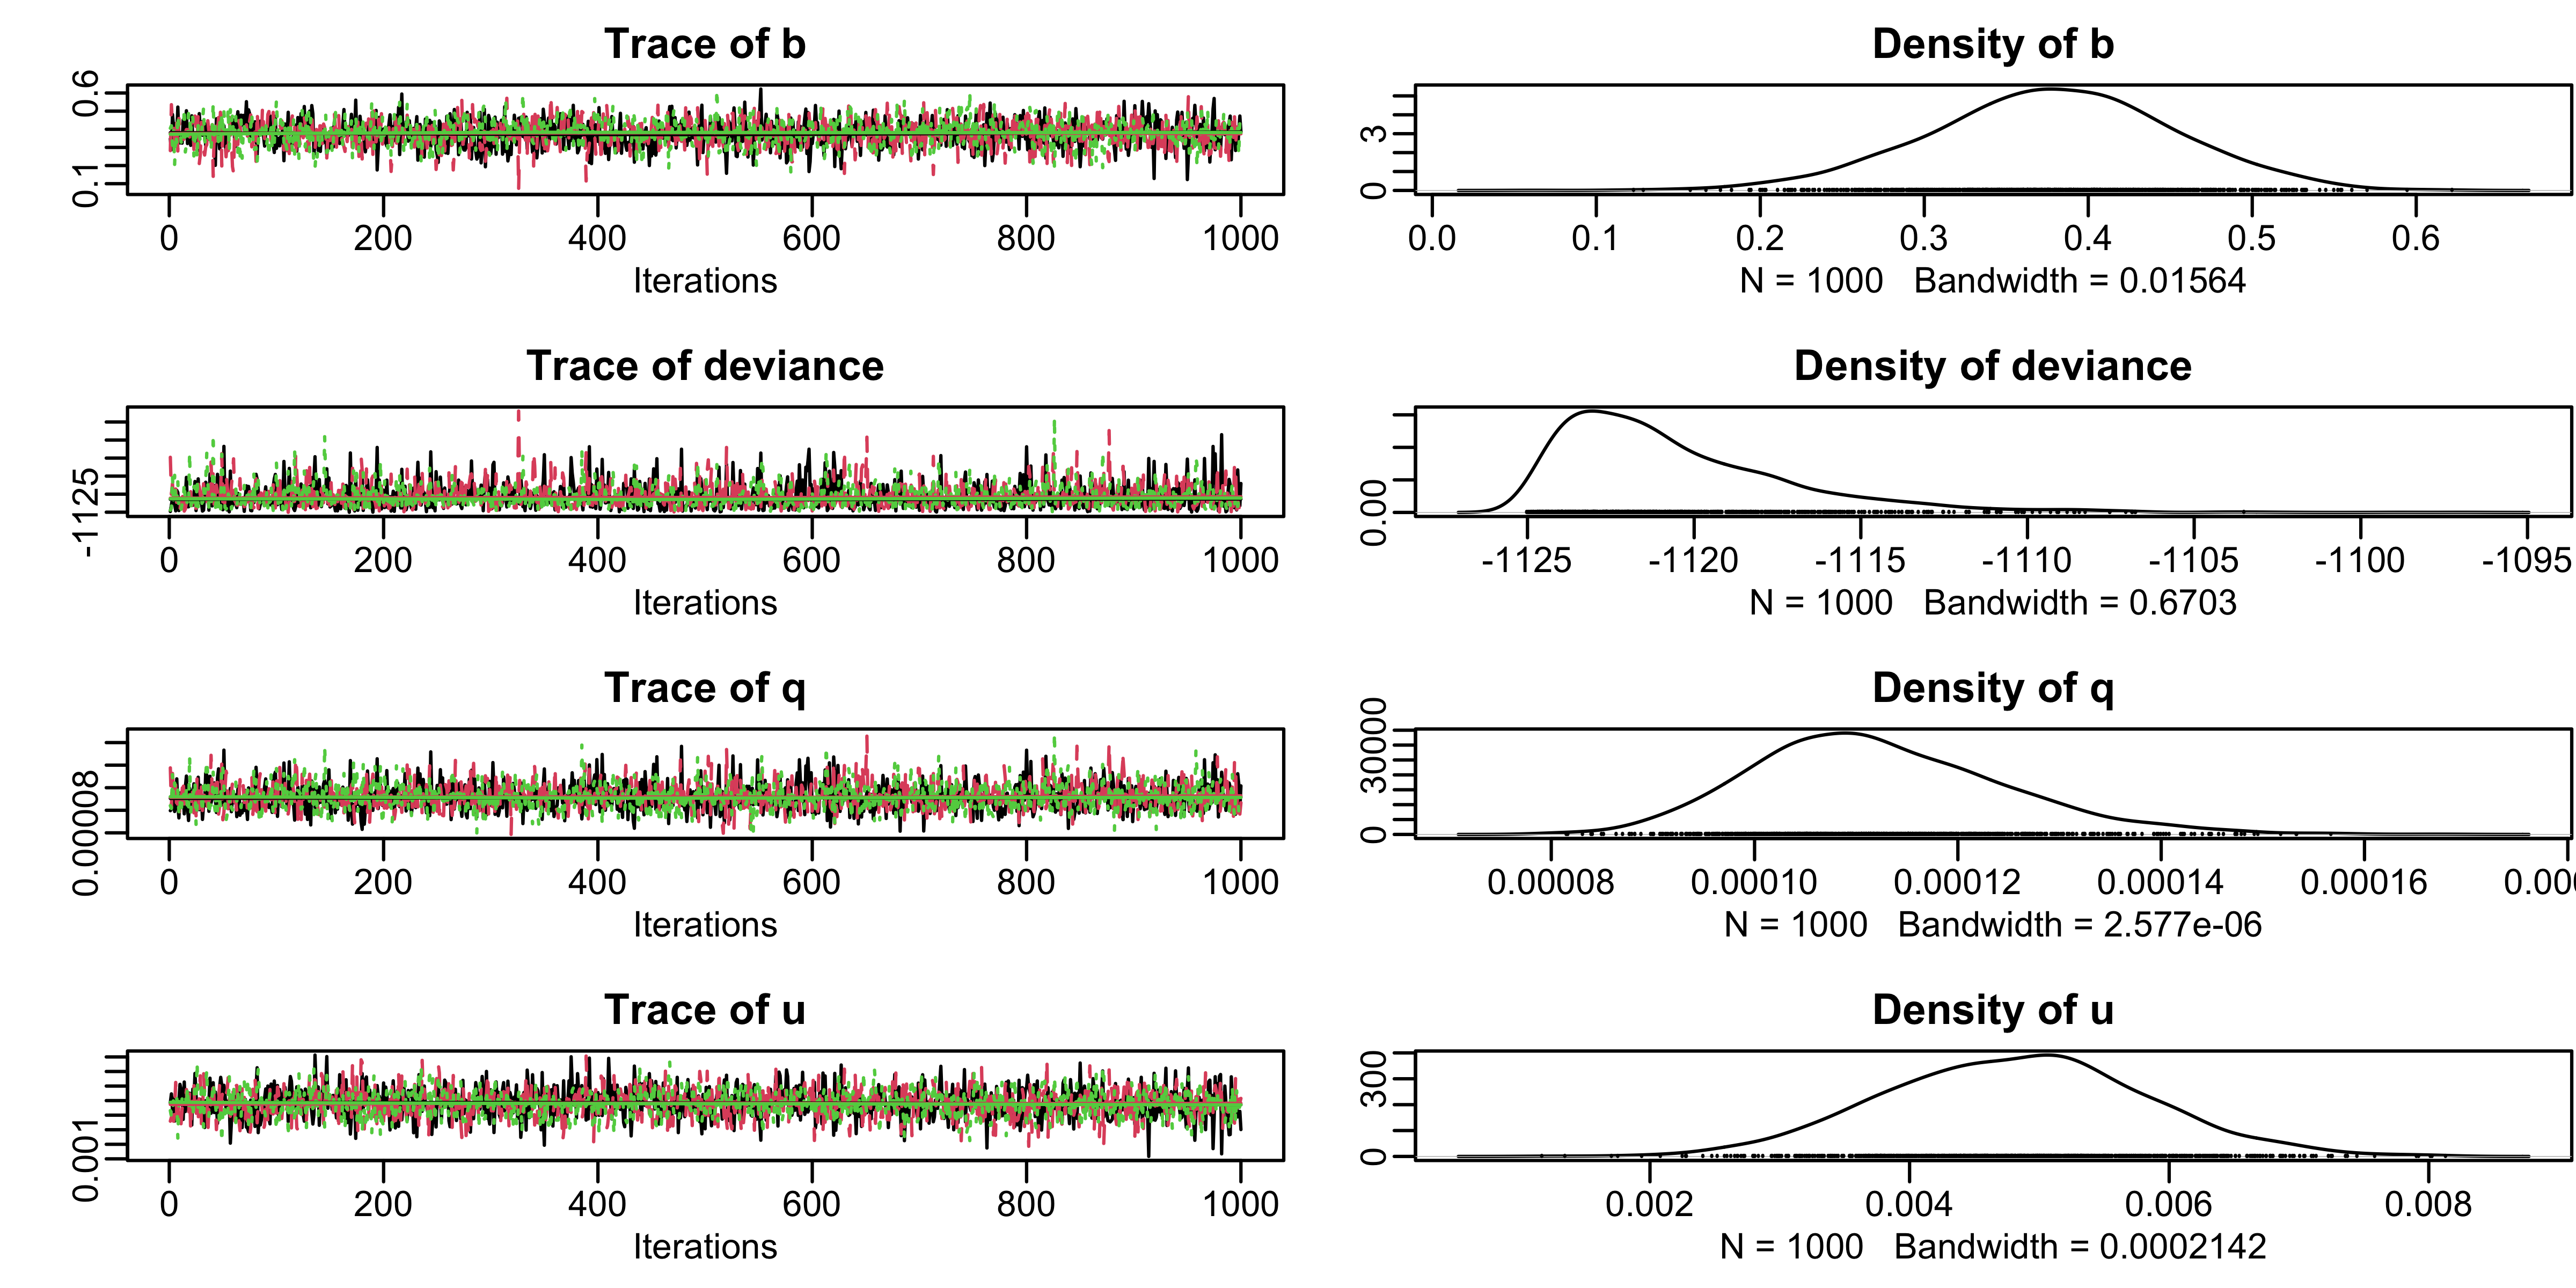 Trace of b
0.6
0.1
0 200 400 600 800 1000
Iterations
Density of b
3
0
0.0 0.1 0.2 0.3 0.4 0.5 0.6
N = 1000 Bandwidth = 0.01564
Trace of deviance
-1125
0 200 400 600 800 1000
Iterations
Density of deviance
0.00
-1125 -1120 -1115 -1110 -1105 -1100 -1095
N = 1000 Bandwidth = 0.6703
Trace of q
0.00008
0 200 400 600 800 1000
Iterations
Density of q
30000
0
0.00008 0.00010 0.00012 0.00014 0.00016
N = 1000 Bandwidth = 2.577e-06
Trace of u
0.001
0 200 400 600 800 1000
Iterations
Density of u
300
0
0.002 0.004 0.006 0.008
N = 1000 Bandwidth = 0.0002142